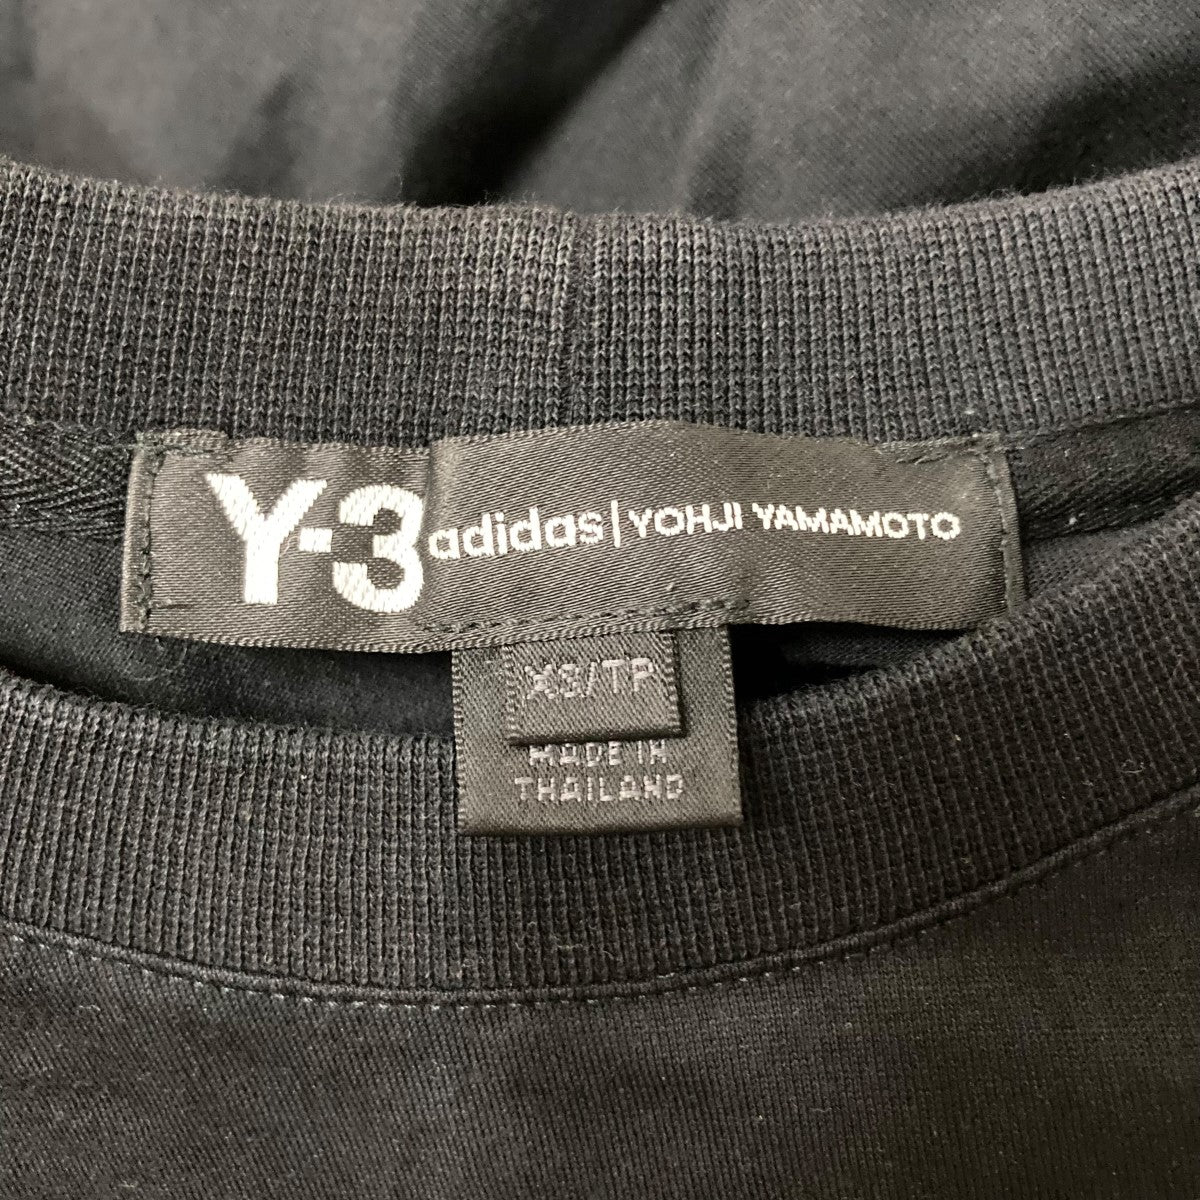 Y-3 adidas | YOHJI YAMAMOTO
XS/TP
MADE IN
THAILAND